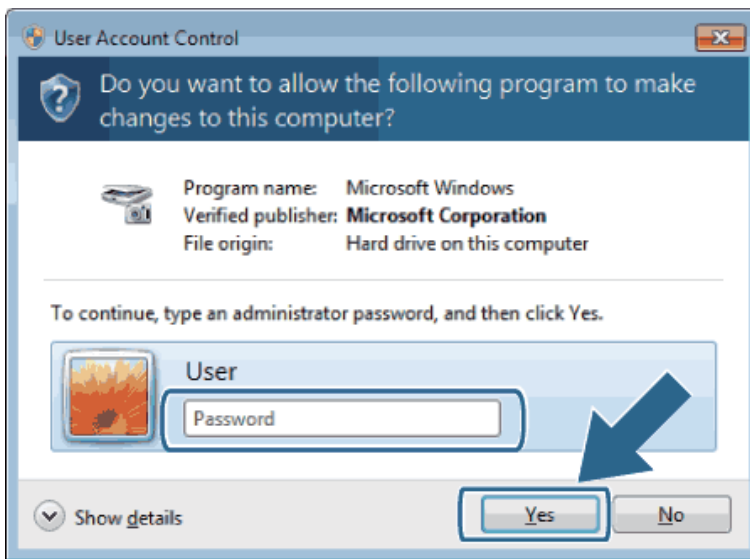 User Account Control
Do you want to allow the following program to make
changes to this computer?
Program name: Microsoft Windows
Verified publisher: Microsoft Corporation
File origin: Hard drive on this computer
To continue, type an administrator password, and then click Yes.
User
Password
Show details Yes No